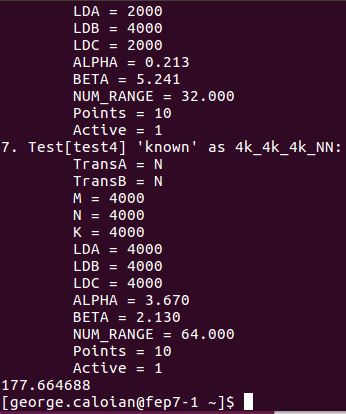 LDA = 2000
LDB = 4000
LDC = 2000
ALPHA = 0.213
BETA = 5.241
NUM_RANGE = 32.000
Points = 10
Active = 1
7. Test[test4] 'known' as 4k_4k_4k_NN:
TransA = N
TransB = N
M = 4000
N = 4000
K = 4000
LDA = 4000
LDB = 4000
LDC = 4000
ALPHA = 3.670
BETA = 2.130
NUM_RANGE = 64.000
Points = 10
Active = 1
177.664688
[george.caloian@fep7-1 ~]$